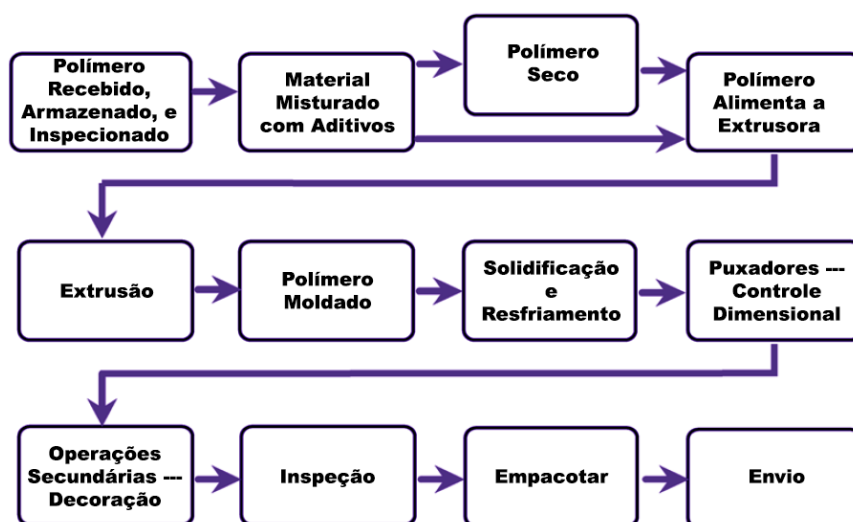 Polímero
Recebido,
Armazenado, e
Inspecionado
Material
Misturado
com Aditivos
Polímero
Seco
Polímero
Alimenta a
Extrusora
Extrusão
Polímero
Moldado
Solidificação
e
Resfriamento
Puxadores ---
Controle
Dimensional
Operações
Secundárias ---
Decoração
Inspeção
Empacotar
Envio